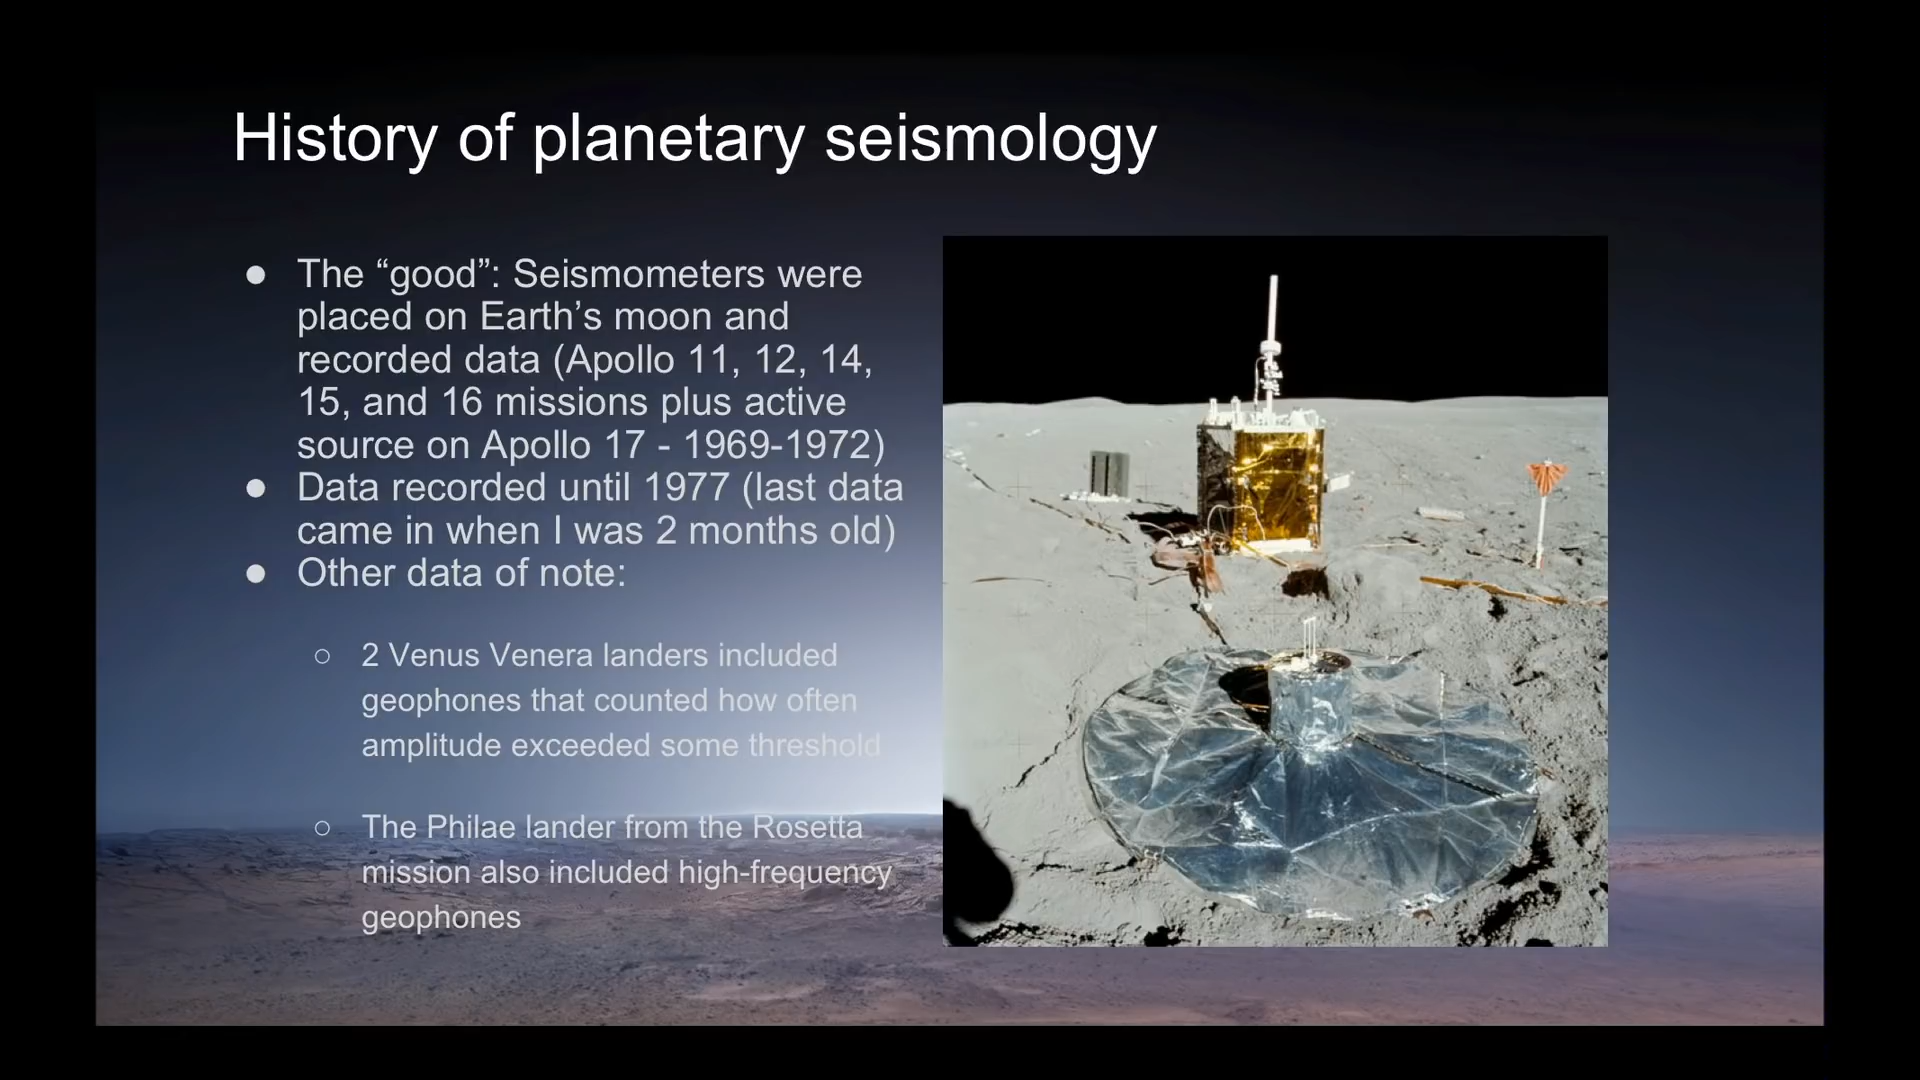 History of planetary seismology
● The “good”: Seismometers were
placed on Earth’s moon and
recorded data (Apollo 11, 12, 14,
15, and 16 missions plus active
source on Apollo 17 - 1969-1972)
● Data recorded until 1977 (last data
came in when I was 2 months old)
● Other data of note:
○ 2 Venus Venera landers included
geophones that counted how often
amplitude exceeded some threshold
○ The Philae lander from the Rosetta
mission also included high-frequency
geophones